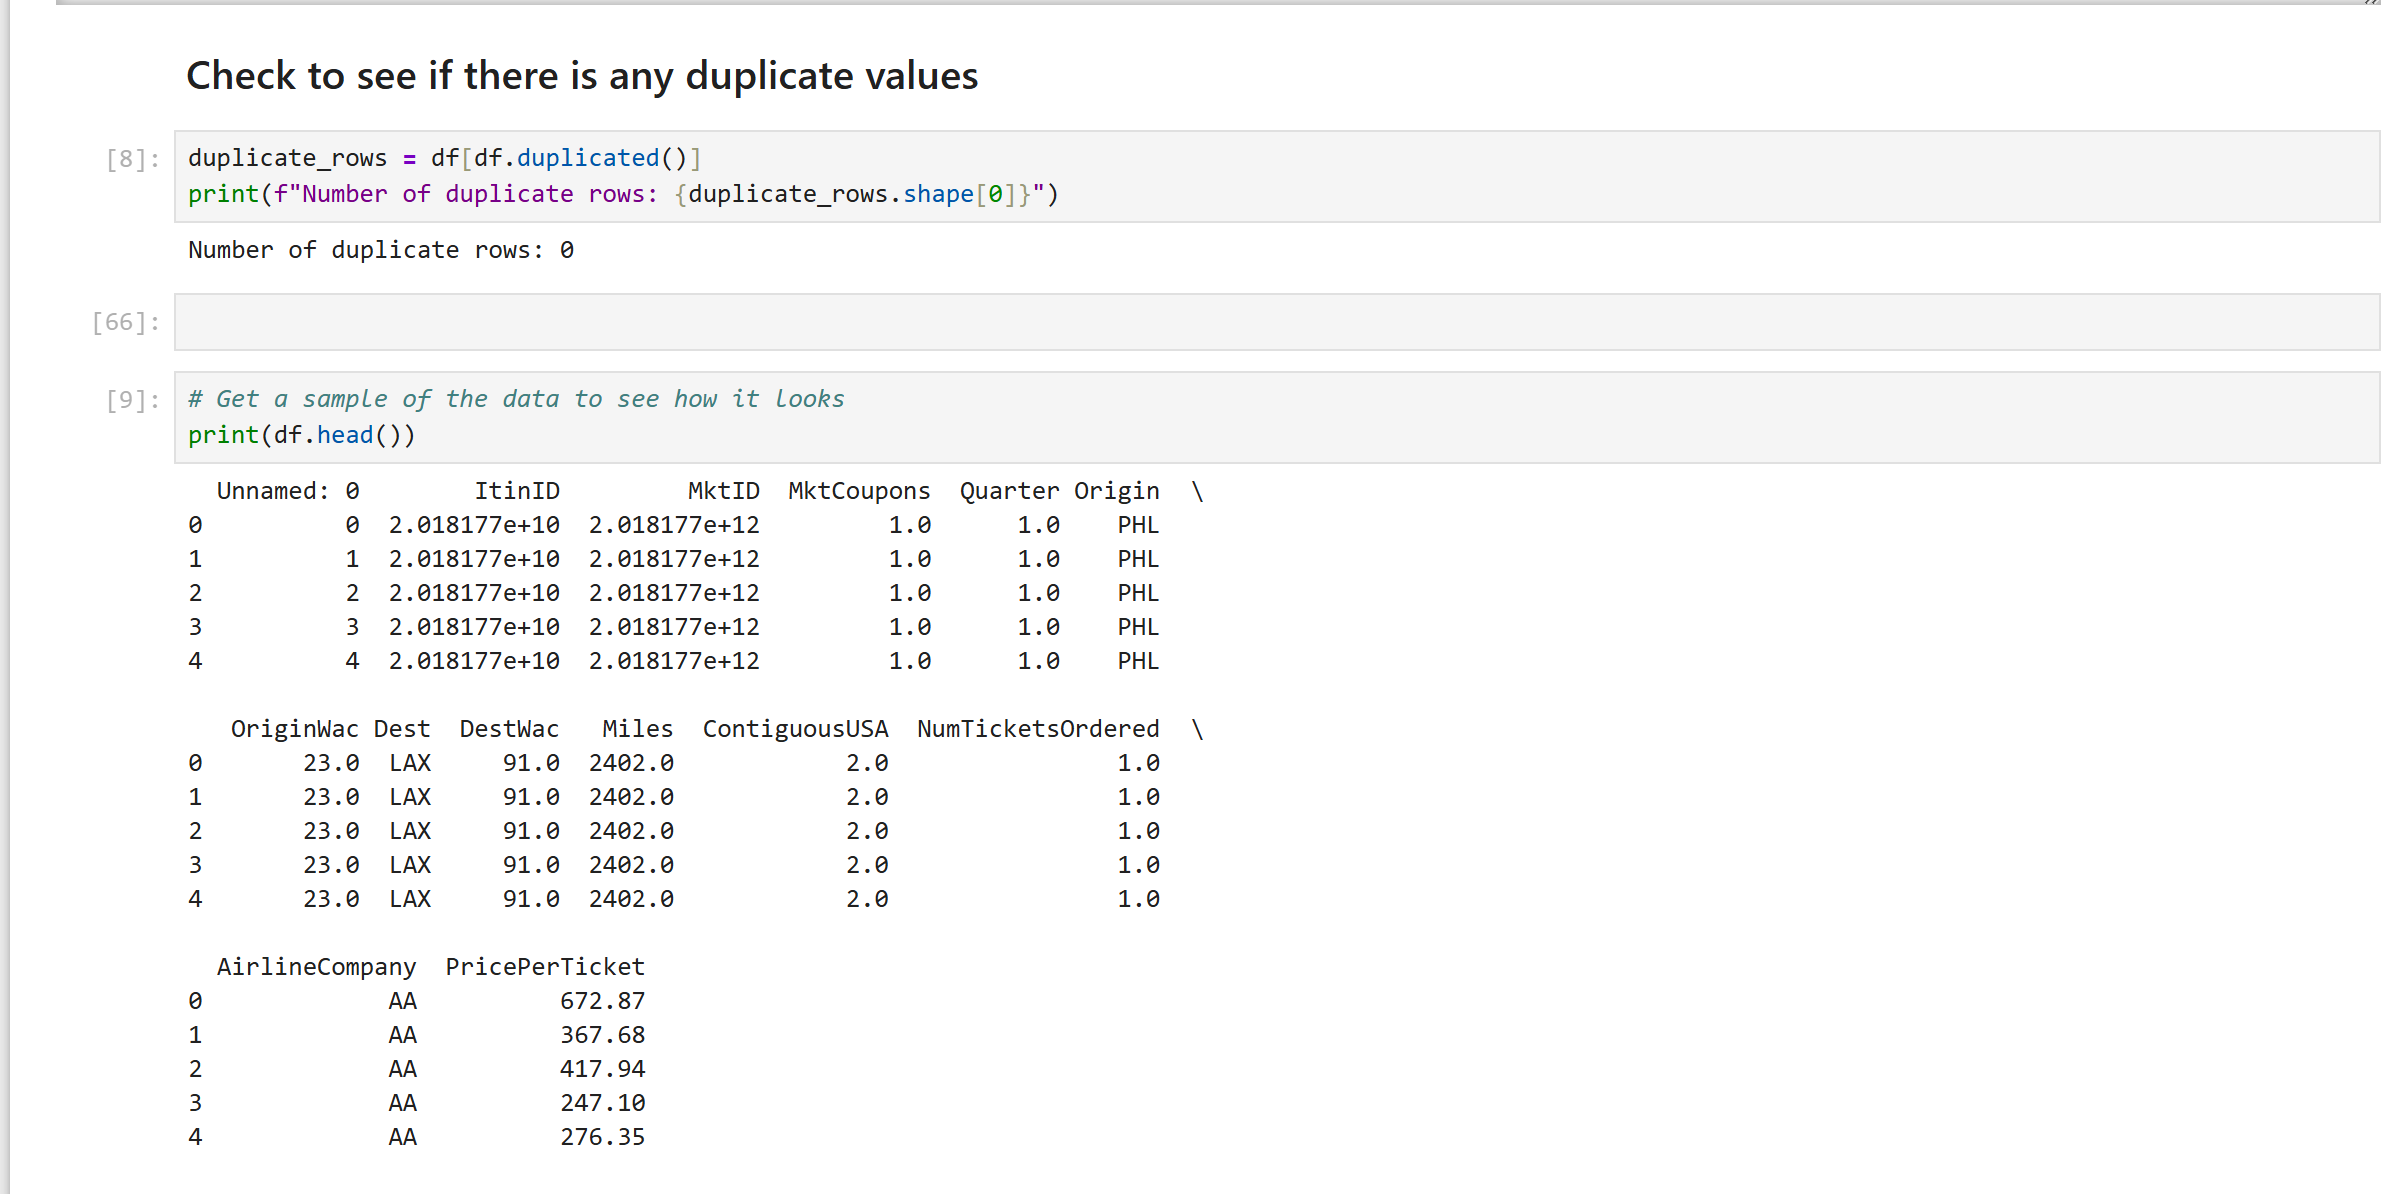 Check to see if there is any duplicate values
[8]: duplicate_rows = df[df.duplicated()]
print(f"Number of duplicate rows: {duplicate_rows.shape[0]}")
Number of duplicate rows: 0
[66]:
[9]: # Get a sample of the data to see how it looks
print(df.head())
  Unnamed: 0        ItinID         MktID  MktCoupons  Quarter Origin  \
0          0  2.018177e+10  2.018177e+12         1.0      1.0    PHL
1          1  2.018177e+10  2.018177e+12         1.0      1.0    PHL
2          2  2.018177e+10  2.018177e+12         1.0      1.0    PHL
3          3  2.018177e+10  2.018177e+12         1.0      1.0    PHL
4          4  2.018177e+10  2.018177e+12         1.0      1.0    PHL
   OriginWac Dest  DestWac   Miles  ContiguousUSA  NumTicketsOrdered  \
0       23.0  LAX     91.0  2402.0            2.0                1.0
1       23.0  LAX     91.0  2402.0            2.0                1.0
2       23.0  LAX     91.0  2402.0            2.0                1.0
3       23.0  LAX     91.0  2402.0            2.0                1.0
4       23.0  LAX     91.0  2402.0            2.0                1.0
  AirlineCompany  PricePerTicket
0             AA          672.87
1             AA          367.68
2             AA          417.94
3             AA          247.10
4             AA          276.35